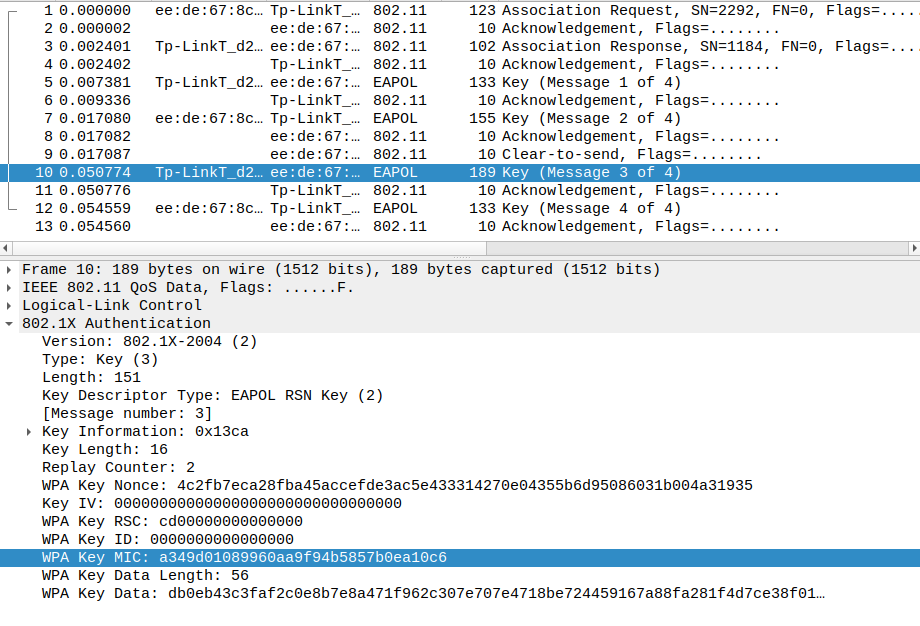 1 0.000000 ee:de:67:8c… Tp-LinkT_… 802.11 123 Association Request, SN=2292, FN=0, Flags=....
2 0.000002 ee:de:67:… 802.11 10 Acknowledgement, Flags=........
3 0.002401 Tp-LinkT_d2… ee:de:67:… 802.11 102 Association Response, SN=1184, FN=0, Flags=...
4 0.002402 Tp-LinkT_… 802.11 10 Acknowledgement, Flags=........
5 0.007381 Tp-LinkT_d2… ee:de:67:… EAPOL 133 Key (Message 1 of 4)
6 0.009336 Tp-LinkT_… 802.11 10 Acknowledgement, Flags=........
7 0.017080 ee:de:67:8c… Tp-LinkT_… EAPOL 155 Key (Message 2 of 4)
8 0.017082 ee:de:67:… 802.11 10 Acknowledgement, Flags=........
9 0.017087 ee:de:67:… 802.11 10 Clear-to-send, Flags=........
10 0.050774 Tp-LinkT_d2… ee:de:67:… EAPOL 189 Key (Message 3 of 4)
11 0.050776 Tp-LinkT_… 802.11 10 Acknowledgement, Flags=........
12 0.054559 ee:de:67:8c… Tp-LinkT_… EAPOL 133 Key (Message 4 of 4)
13 0.054560 ee:de:67:… 802.11 10 Acknowledgement, Flags=........
Frame 10: 189 bytes on wire (1512 bits), 189 bytes captured (1512 bits)
IEEE 802.11 QoS Data, Flags: ......F.
Logical-Link Control
802.1X Authentication
Version: 802.1X-2004 (2)
Type: Key (3)
Length: 151
Key Descriptor Type: EAPOL RSN Key (2)
[Message number: 3]
Key Information: 0x13ca
Key Length: 16
Replay Counter: 2
WPA Key Nonce: 4c2fb7eca28fba45accefde3ac5e433314270e04355b6d95086031b004a31935
Key IV: 00000000000000000000000000000000
WPA Key RSC: cd00000000000000
WPA Key ID: 0000000000000000
WPA Key MIC: a349d01089960aa9f94b5857b0ea10c6
WPA Key Data Length: 56
WPA Key Data: db0eb43c3faf2c0e8b7e8a471f962c307e707e4718be724459167a88fa281f4d7ce38f01…